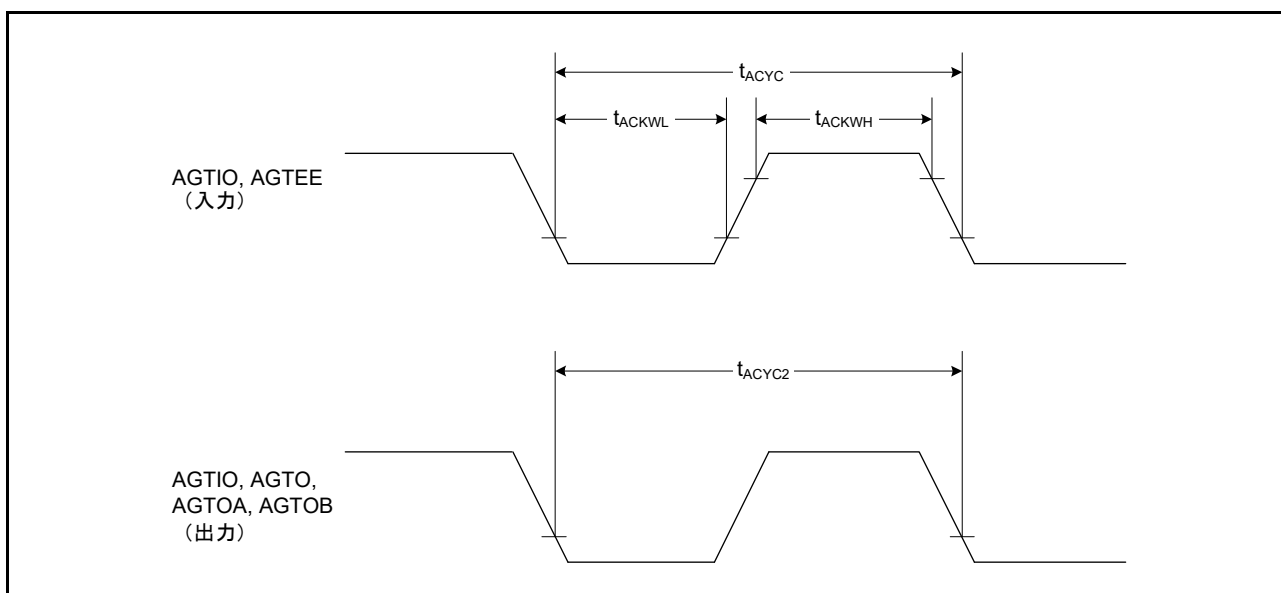 tACYC
tACKWL
tACKWH
AGTIO, AGTEE
（入力）
tACYC2
AGTIO, AGTO,
AGTOA, AGTOB
（出力）